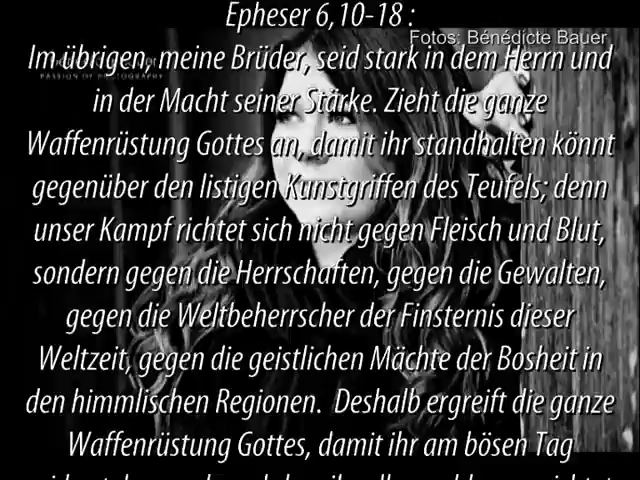 Epheser 6,10-18 :
Fotos: Bénédicte Bauer
Im übrigen, meine Brüder, seid stark in dem Herrn und
PASSION OF PHOTOGRAPHY
in der Macht seiner Stärke. Zieht die ganze
Waffenrüstung Gottes an, damit ihr standhalten könnt
gegenüber den listigen Kunstgriffen des Teufels; denn
unser Kampf richtet sich nicht gegen Fleisch und Blut,
sondern gegen die Herrschaften, gegen die Gewalten,
gegen die Weltbeherrscher der Finsternis dieser
Weltzeit, gegen die geistlichen Mächte der Bosheit in
den himmlischen Regionen. Deshalb ergreift die ganze
Waffenrüstung Gottes, damit ihr am bösen Tag